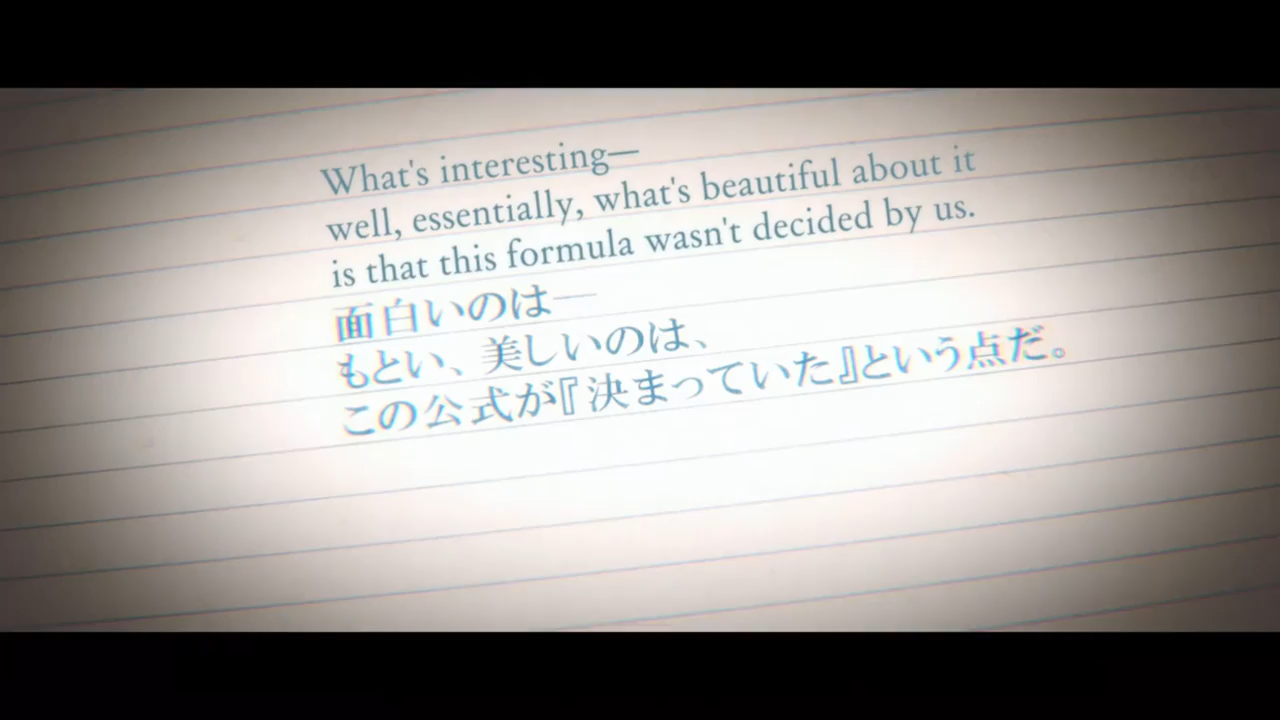 What's interesting—
well, essentially, what's beautiful about it
is that this formula wasn't decided by us.
面白いのは―
もとい、美しいのは、
この公式が『決まっていた』という点だ。